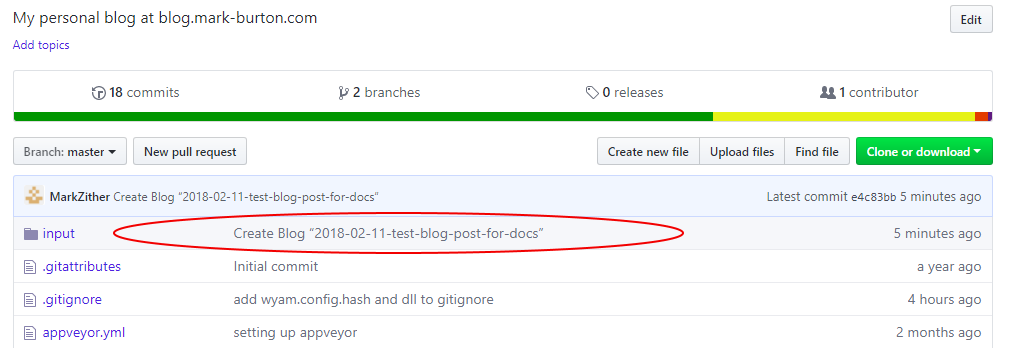 My personal blog at blog.mark-burton.com
Edit
Add topics
18 commits 2 branches 0 releases 1 contributor
Branch: master New pull request Create new file Upload files Find file Clone or download
MarkZither Create Blog “2018-02-11-test-blog-post-for-docs” Latest commit e4c83bb 5 minutes ago
input Create Blog “2018-02-11-test-blog-post-for-docs” 5 minutes ago
.gitattributes Initial commit a year ago
.gitignore add wyam.config.hash and dll to gitignore 4 hours ago
appveyor.yml setting up appveyor 2 months ago